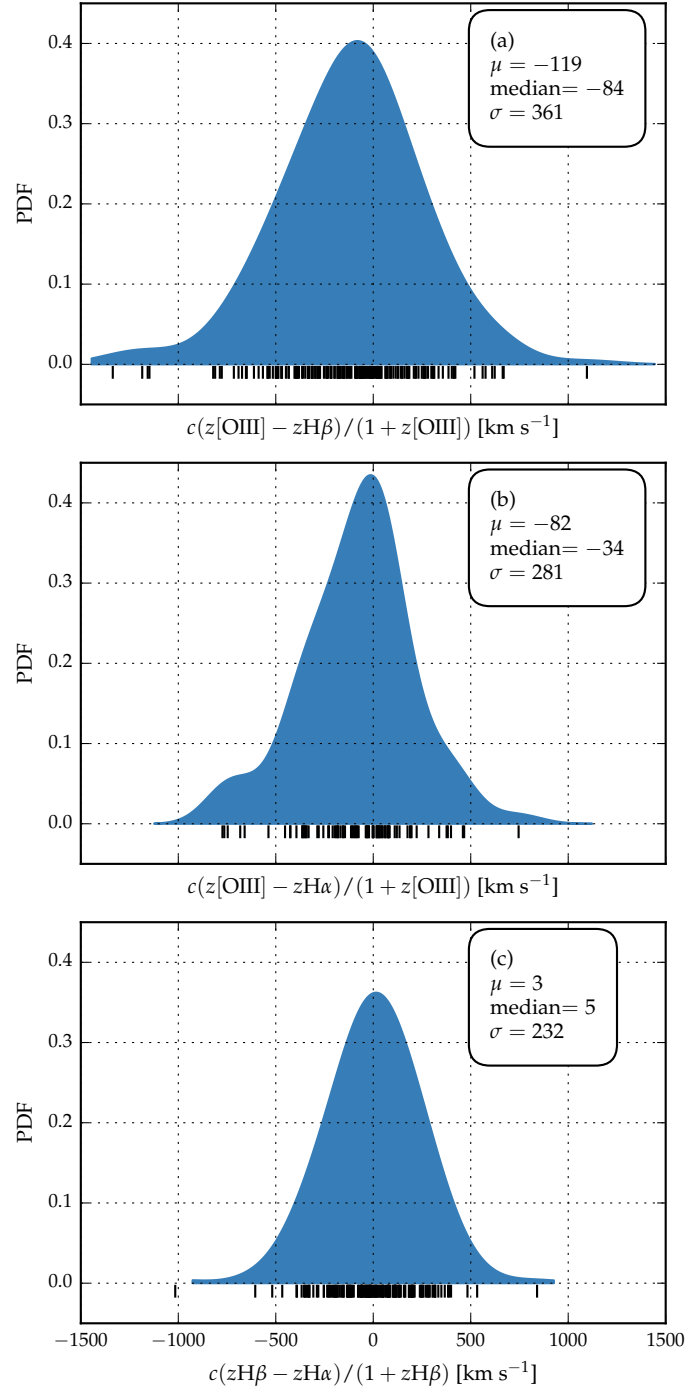 0.4
0.3
0.2
0.1
0.0
PDF
(a)
μ = −119
median= −84
σ = 361
c(z[OIII] − zHβ)/(1 + z[OIII]) [km s⁻¹]
0.4
0.3
0.2
0.1
0.0
PDF
(b)
μ = −82
median= −34
σ = 281
c(z[OIII] − zHα)/(1 + z[OIII]) [km s⁻¹]
0.4
0.3
0.2
0.1
0.0
PDF
(c)
μ = 3
median= 5
σ = 232
−1500 −1000 −500 0 500 1000 1500
c(zHβ − zHα)/(1 + zHβ) [km s⁻¹]